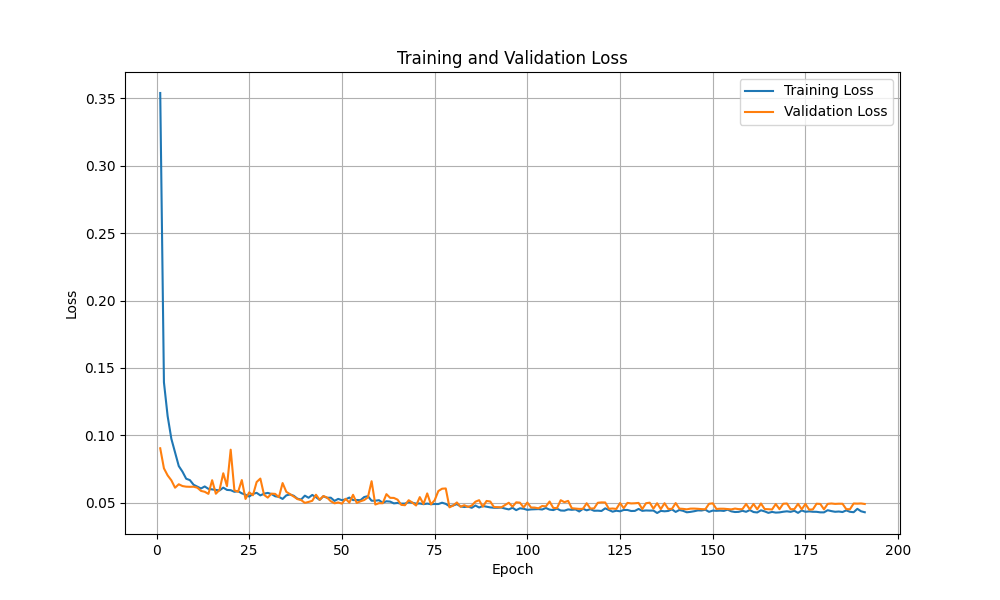 Training and Validation Loss
Training Loss
Validation Loss
0.35
0.30
0.25
0.20
0.15
0.10
0.05
Loss
0 25 50 75 100 125 150 175 200
Epoch